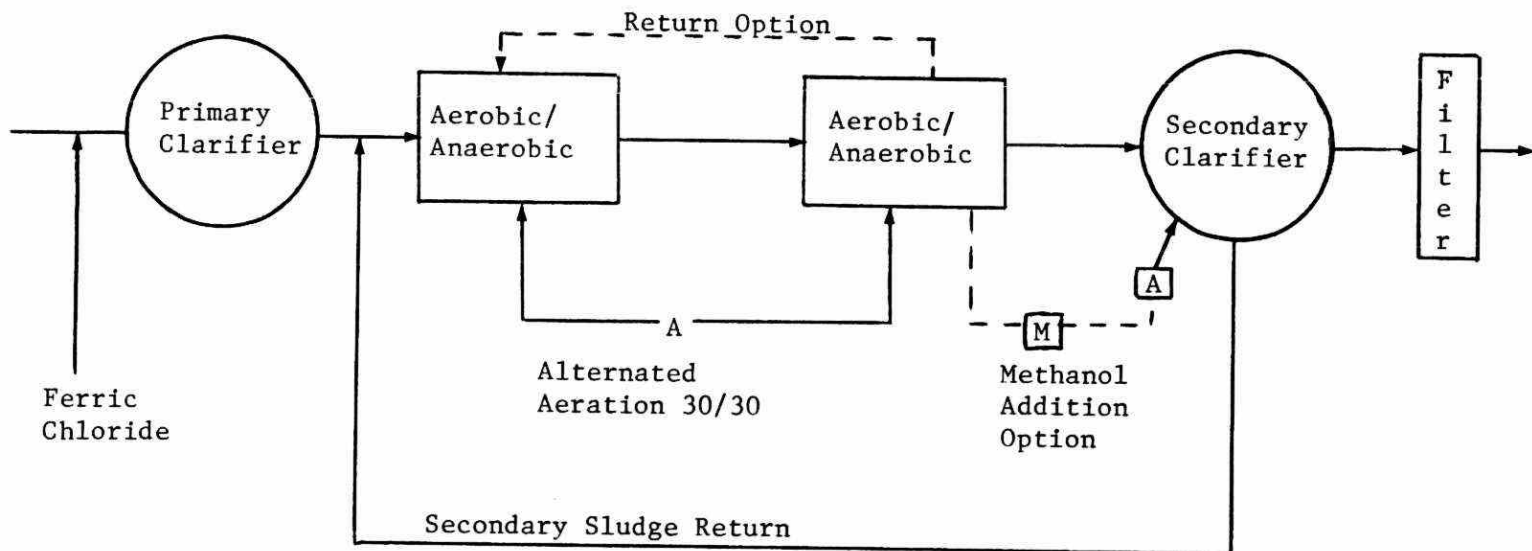 Return Option
Primary
Clarifier
Aerobic/
Anaerobic
Aerobic/
Anaerobic
Secondary
Clarifier
Filter
A
M
A
Alternated
Aeration 30/30
Methanol
Addition
Option
Ferric
Chloride
Secondary Sludge Return